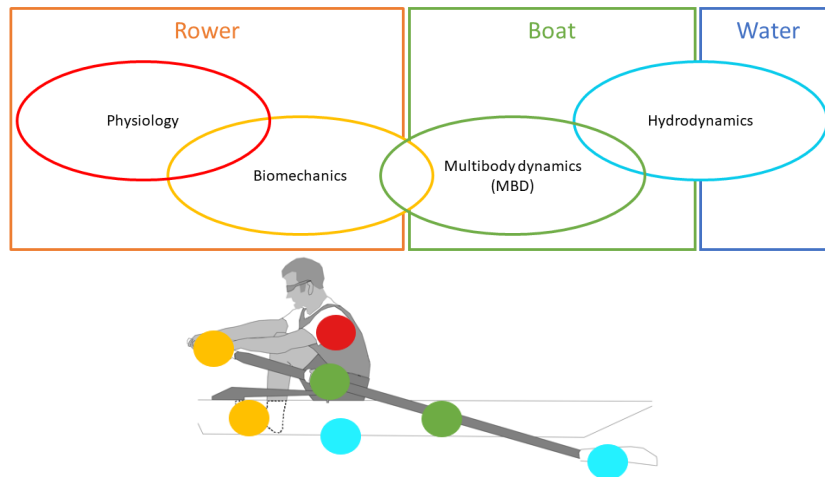 Rower
Boat
Water
Physiology
Hydrodynamics
Biomechanics
Multibody dynamics
(MBD)